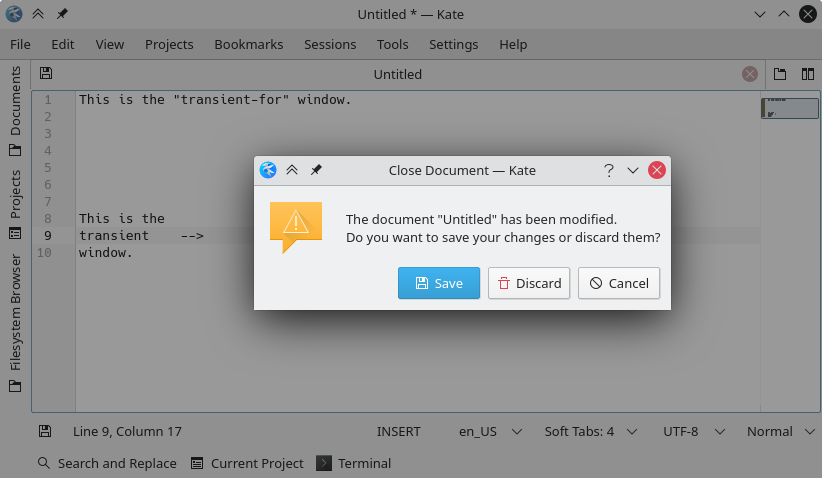 Untitled * — Kate
File Edit View Projects Bookmarks Sessions Tools Settings Help
Documents
Projects
Filesystem Browser
Untitled
1 This is the "transient-for" window.
2
3
4
5
6
7
8 This is the
9 transient    -->
10 window.
Close Document — Kate
The document "Untitled" has been modified.
Do you want to save your changes or discard them?
Save Discard Cancel
Line 9, Column 17 INSERT en_US Soft Tabs: 4 UTF-8 Normal
Search and Replace Current Project Terminal